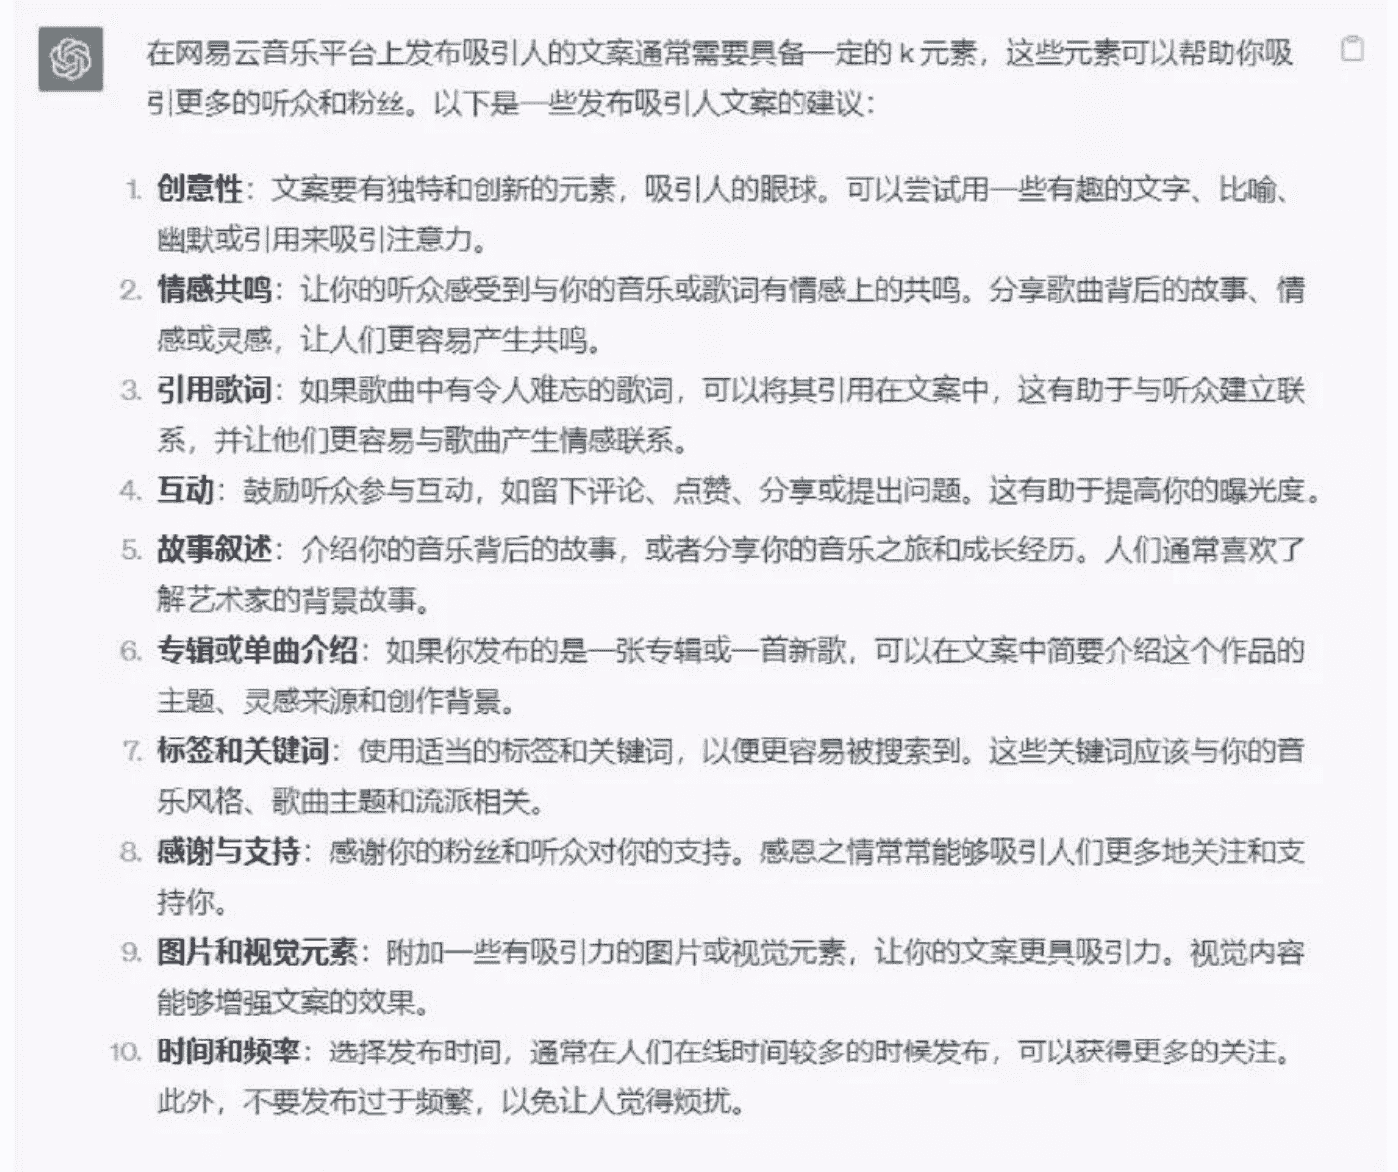 在网易云音乐平台上发布吸引人的文案通常需要具备一定的 k 元素，这些元素可以帮助你吸
引更多的听众和粉丝。以下是一些发布吸引人文案的建议：
1. 创意性：文案要有独特和创新的元素，吸引人的眼球。可以尝试用一些有趣的文字、比喻、
幽默或引用来吸引注意力。
2. 情感共鸣：让你的听众感受到与你的音乐或歌词有情感上的共鸣。分享歌曲背后的故事、情
感或灵感，让人们更容易产生共鸣。
3. 引用歌词：如果歌曲中有令人难忘的歌词，可以将其引用在文案中，这有助于与听众建立联
系，并让他们更容易与歌曲产生情感联系。
4. 互动：鼓励听众参与互动，如留下评论、点赞、分享或提出问题。这有助于提高你的曝光度。
5. 故事叙述：介绍你的音乐背后的故事，或者分享你的音乐之旅和成长经历。人们通常喜欢了
解艺术家的背景故事。
6. 专辑或单曲介绍：如果你发布的是一张专辑或一首新歌，可以在文案中简要介绍这个作品的
主题、灵感来源和创作背景。
7. 标签和关键词：使用适当的标签和关键词，以便更容易被搜索到。这些关键词应该与你的音
乐风格、歌曲主题和流派相关。
8. 感谢与支持：感谢你的粉丝和听众对你的支持。感恩之情常常能够吸引人们更多地关注和支
持你。
9. 图片和视觉元素：附加一些有吸引力的图片或视觉元素，让你的文案更具吸引力。视觉内容
能够增强文案的效果。
10. 时间和频率：选择发布时间，通常在人们在线时间较多的时候发布，可以获得更多的关注。
此外，不要发布过于频繁，以免让人觉得烦扰。